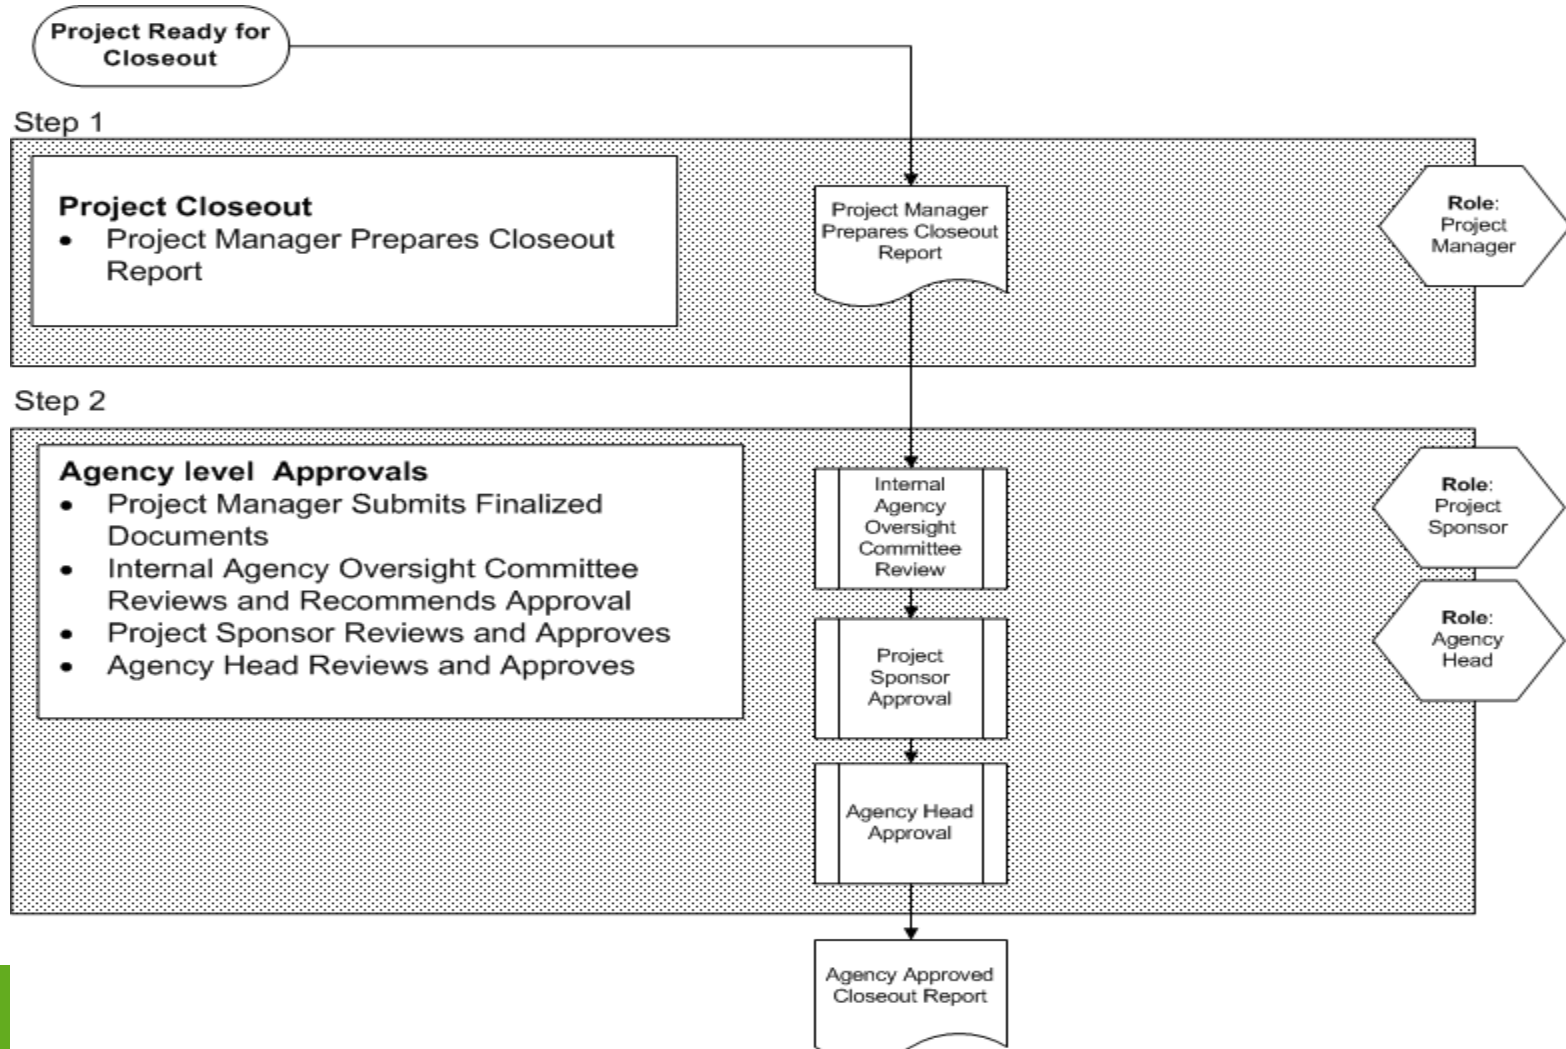 Project Ready for
Closeout
Step 1
Project Closeout
• Project Manager Prepares Closeout
Report
Project Manager
Prepares Closeout
Report
Role:
Project
Manager
Step 2
Agency level Approvals
• Project Manager Submits Finalized
Documents
• Internal Agency Oversight Committee
Reviews and Recommends Approval
• Project Sponsor Reviews and Approves
• Agency Head Reviews and Approves
Internal
Agency
Oversight
Committee
Review
Project
Sponsor
Approval
Agency Head
Approval
Role:
Project
Sponsor
Role:
Agency
Head
Agency Approved
Closeout Report